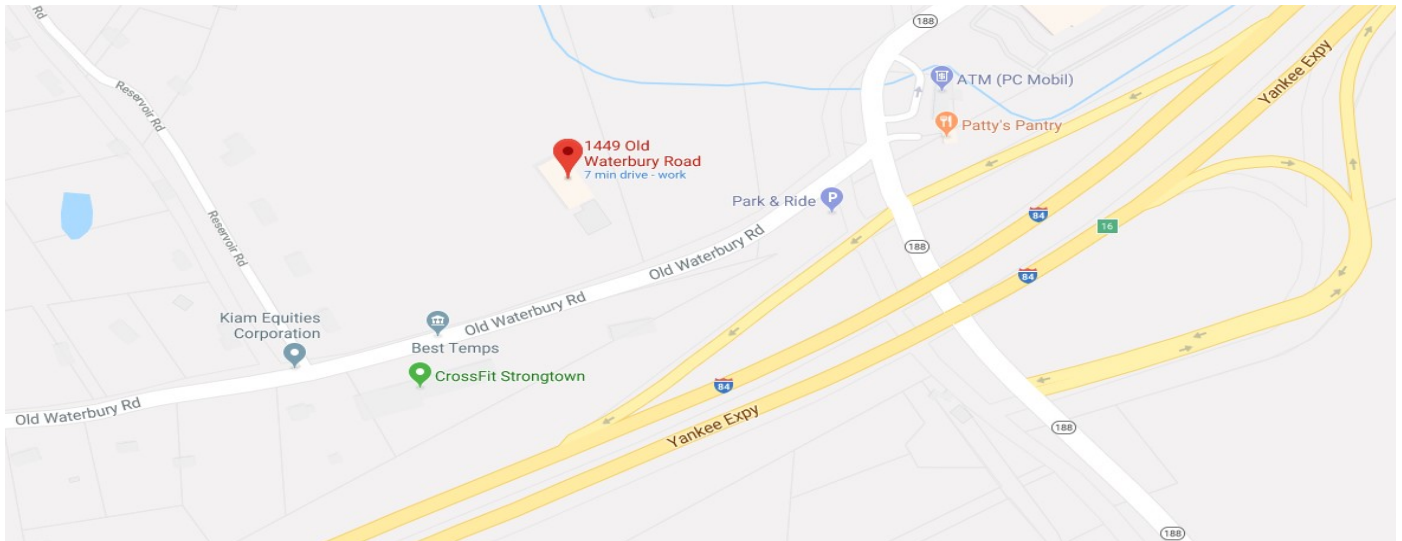 Rd
188
Reservoir Rd
ATM (PC Mobil)
Yankee Expy
Patty's Pantry
1449 Old
Waterbury Road
7 min drive - work
Park & Ride
P
84
16
Reservoir Rd
Old Waterbury Rd
188
84
Kiam Equities
Corporation
Old Waterbury Rd
Best Temps
CrossFit Strongtown
84
Old Waterbury Rd
Yankee Expy
188
188